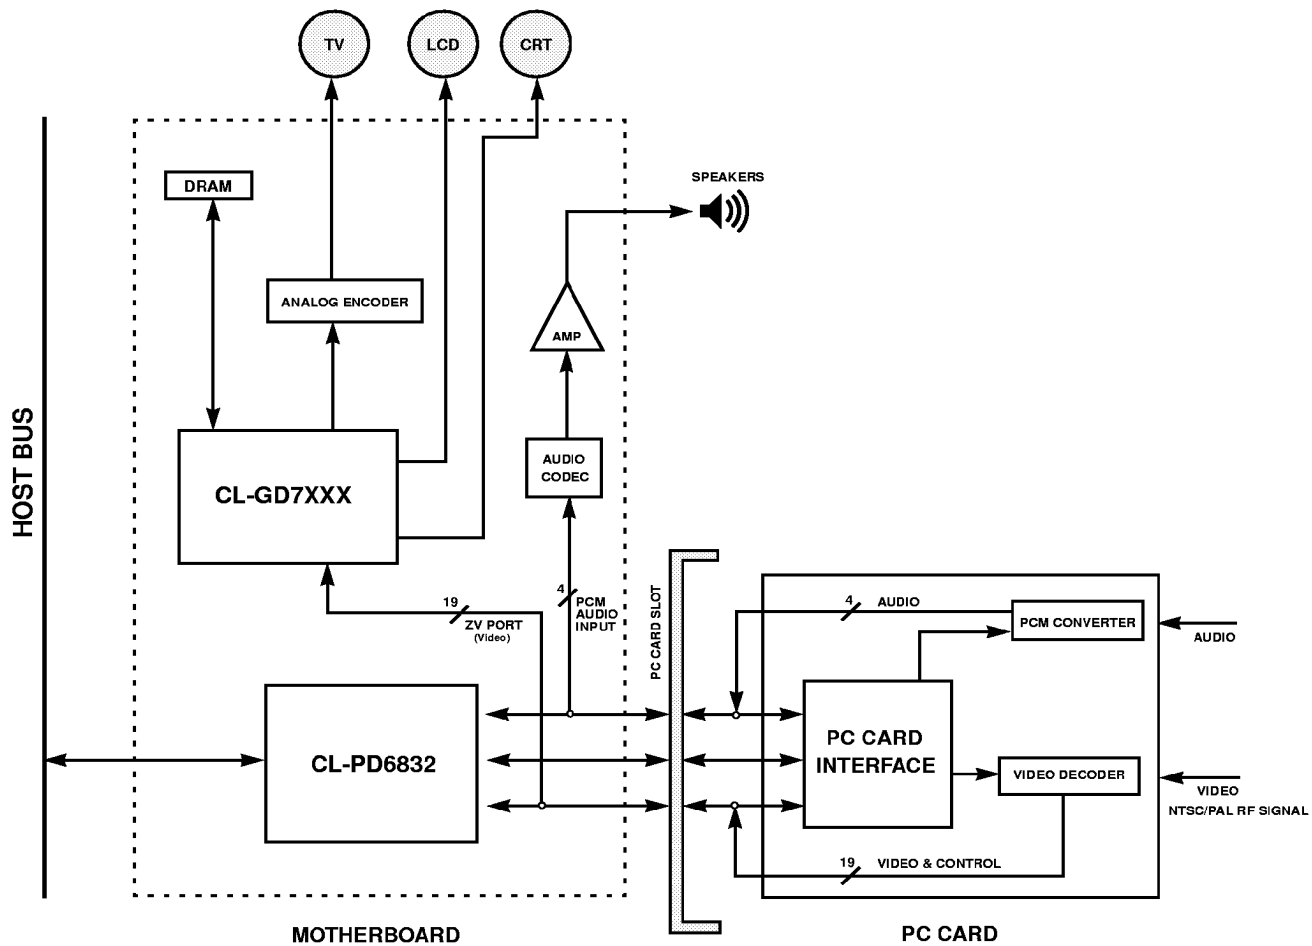 TV
LCD
CRT
DRAM
SPEAKERS
ANALOG ENCODER
AMP
HOST BUS
AUDIO
CODEC
CL-GD7XXX
4
PCM
AUDIO
INPUT
19
ZV PORT
(Video)
PC CARD SLOT
4
AUDIO
PCM CONVERTER
AUDIO
CL-PD6832
PC CARD
INTERFACE
VIDEO DECODER
VIDEO
NTSC/PAL RF SIGNAL
19
VIDEO & CONTROL
MOTHERBOARD
PC CARD